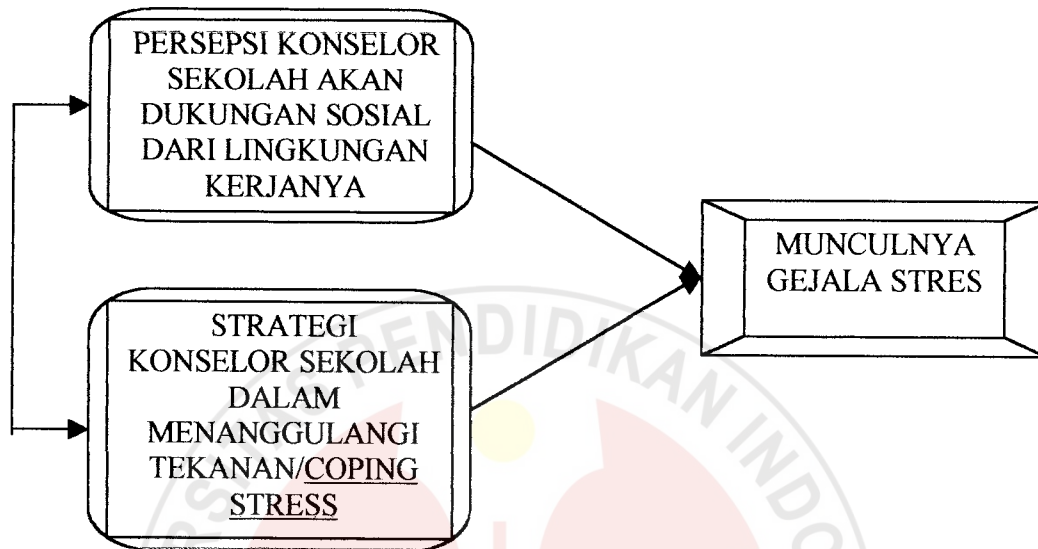 PERSEPSI KONSELOR
SEKOLAH AKAN
DUKUNGAN SOSIAL
DARI LINGKUNGAN
KERJANYA
MUNCULNYA
GEJALA STRES
STRATEGI
KONSELOR SEKOLAH
DALAM
MENANGGULANGI
TEKANAN/COPING
STRESS